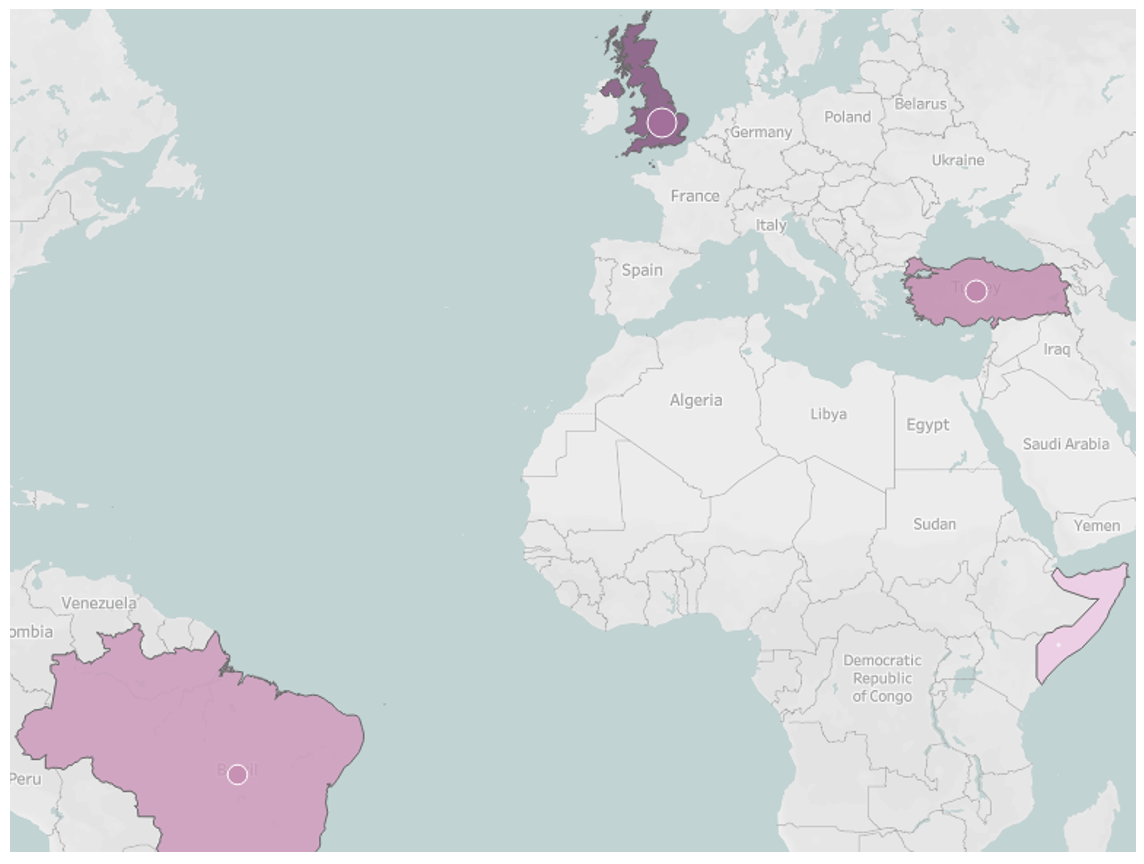 Belarus
Poland
Germany
Ukraine
France
Italy
Spain
Turkey
Iraq
Algeria
Libya
Egypt
Saudi Arabia
Sudan
Yemen
Venezuela
ombia
Democratic
Republic
of Congo
Brazil
Peru